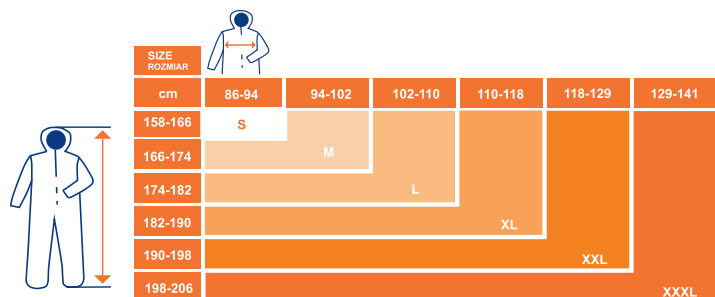 SIZE
ROZMIAR
cm 86-94 94-102 102-110 110-118 118-129 129-141
158-166 S
166-174 M
174-182 L
182-190 XL
190-198 XXL
198-206 XXXL